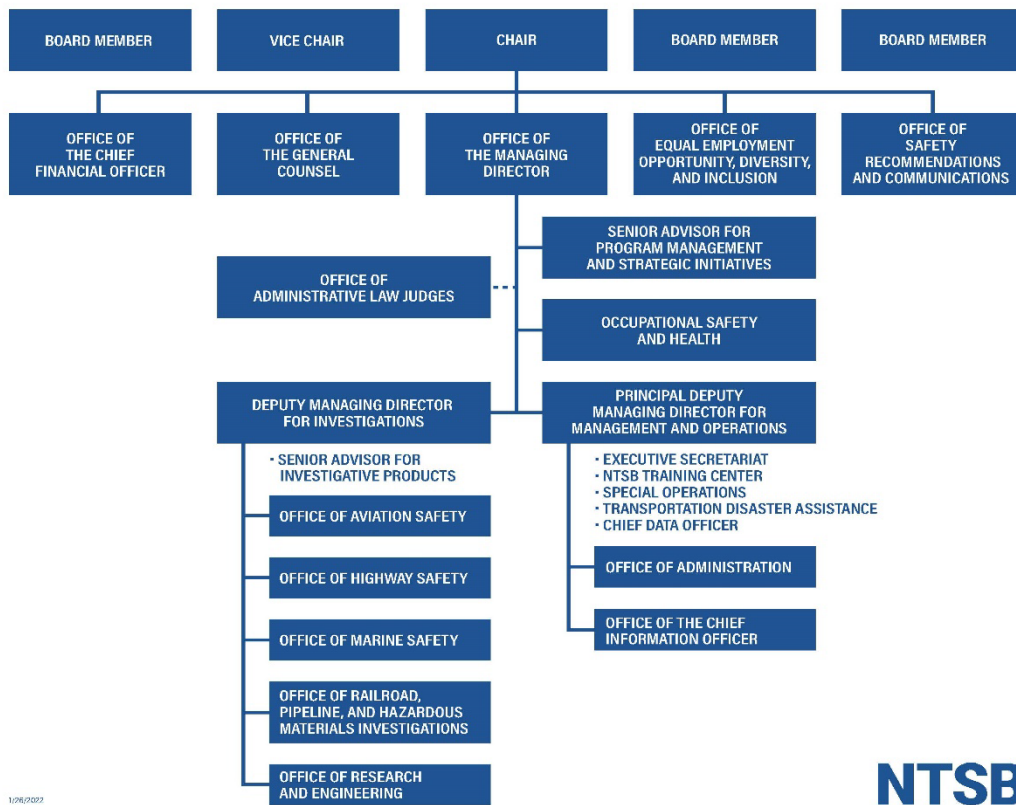 BOARD MEMBER
VICE CHAIR
CHAIR
BOARD MEMBER
BOARD MEMBER
OFFICE OF
THE CHIEF
FINANCIAL OFFICER
OFFICE OF
THE GENERAL
COUNSEL
OFFICE OF
THE MANAGING
DIRECTOR
OFFICE OF
EQUAL EMPLOYMENT
OPPORTUNITY, DIVERSITY,
AND INCLUSION
OFFICE OF
SAFETY
RECOMMENDATIONS
AND COMMUNICATIONS
SENIOR ADVISOR FOR
PROGRAM MANAGEMENT
AND STRATEGIC INITIATIVES
OFFICE OF
ADMINISTRATIVE LAW JUDGES
OCCUPATIONAL SAFETY
AND HEALTH
DEPUTY MANAGING DIRECTOR
FOR INVESTIGATIONS
· SENIOR ADVISOR FOR
INVESTIGATIVE PRODUCTS
OFFICE OF AVIATION SAFETY
OFFICE OF HIGHWAY SAFETY
OFFICE OF MARINE SAFETY
OFFICE OF RAILROAD,
PIPELINE, AND HAZARDOUS
MATERIALS INVESTIGATIONS
OFFICE OF RESEARCH
AND ENGINEERING
PRINCIPAL DEPUTY
MANAGING DIRECTOR FOR
MANAGEMENT AND OPERATIONS
· EXECUTIVE SECRETARIAT
· NTSB TRAINING CENTER
· SPECIAL OPERATIONS
· TRANSPORTATION DISASTER ASSISTANCE
· CHIEF DATA OFFICER
OFFICE OF ADMINISTRATION
OFFICE OF THE CHIEF
INFORMATION OFFICER
1/26/2022
NTSB